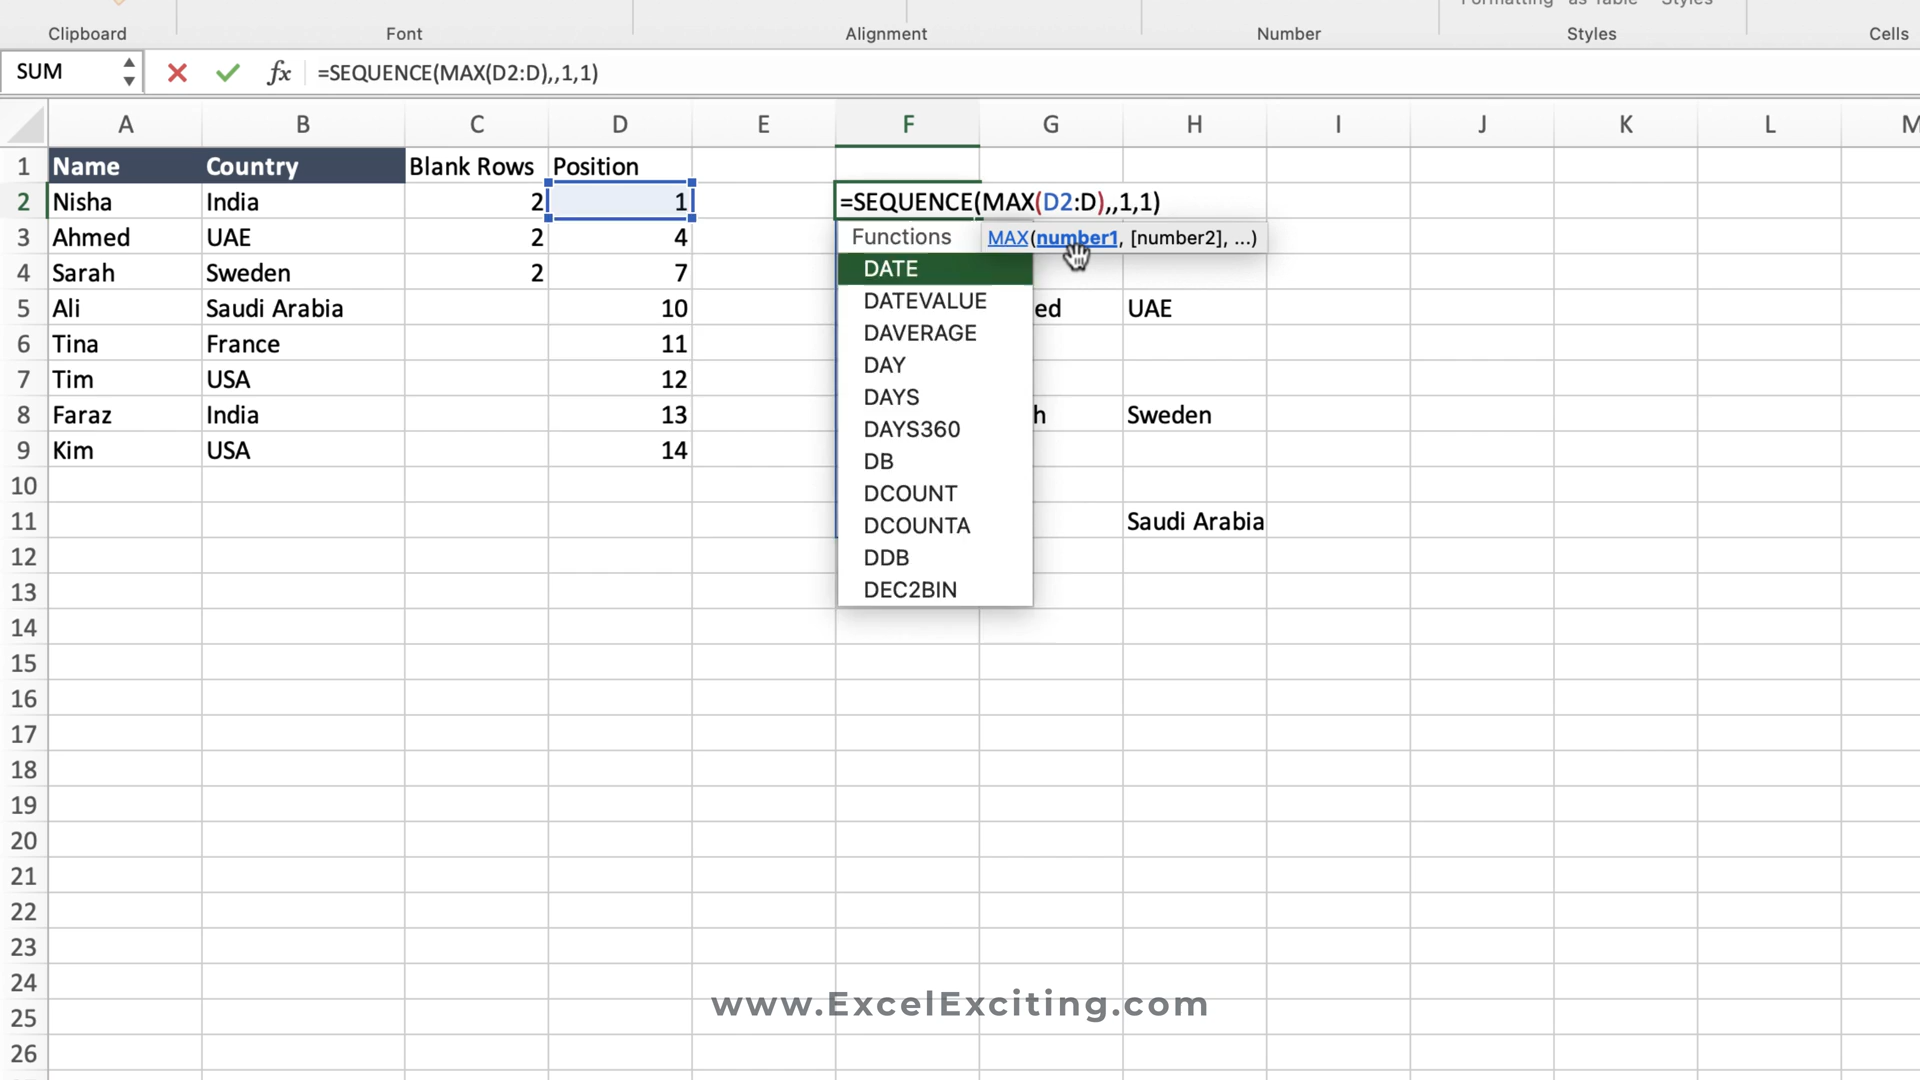 Formatting as Table Styles
Clipboard Font Alignment Number Styles Cells
SUM fx =SEQUENCE(MAX(D2:D),,1,1)
A B C D E F G H I J K L M
1 Name Country Blank Rows Position
2 Nisha India 2 1 =SEQUENCE(MAX(D2:D),,1,1)
3 Ahmed UAE 2 4 Functions MAX(number1, [number2], ...)
4 Sarah Sweden 2 7 DATE
DATEVALUE
5 Ali Saudi Arabia 10 ed UAE
DAVERAGE
6 Tina France 11
DAY
7 Tim USA 12
DAYS
8 Faraz India 13 h Sweden
DAYS360
9 Kim USA 14
DB
10 DCOUNT
11 DCOUNTA Saudi Arabia
12 DDB
13 DEC2BIN
14
15
16
17
18
19
20
21
22
23
24
www.ExcelExciting.com
25
26